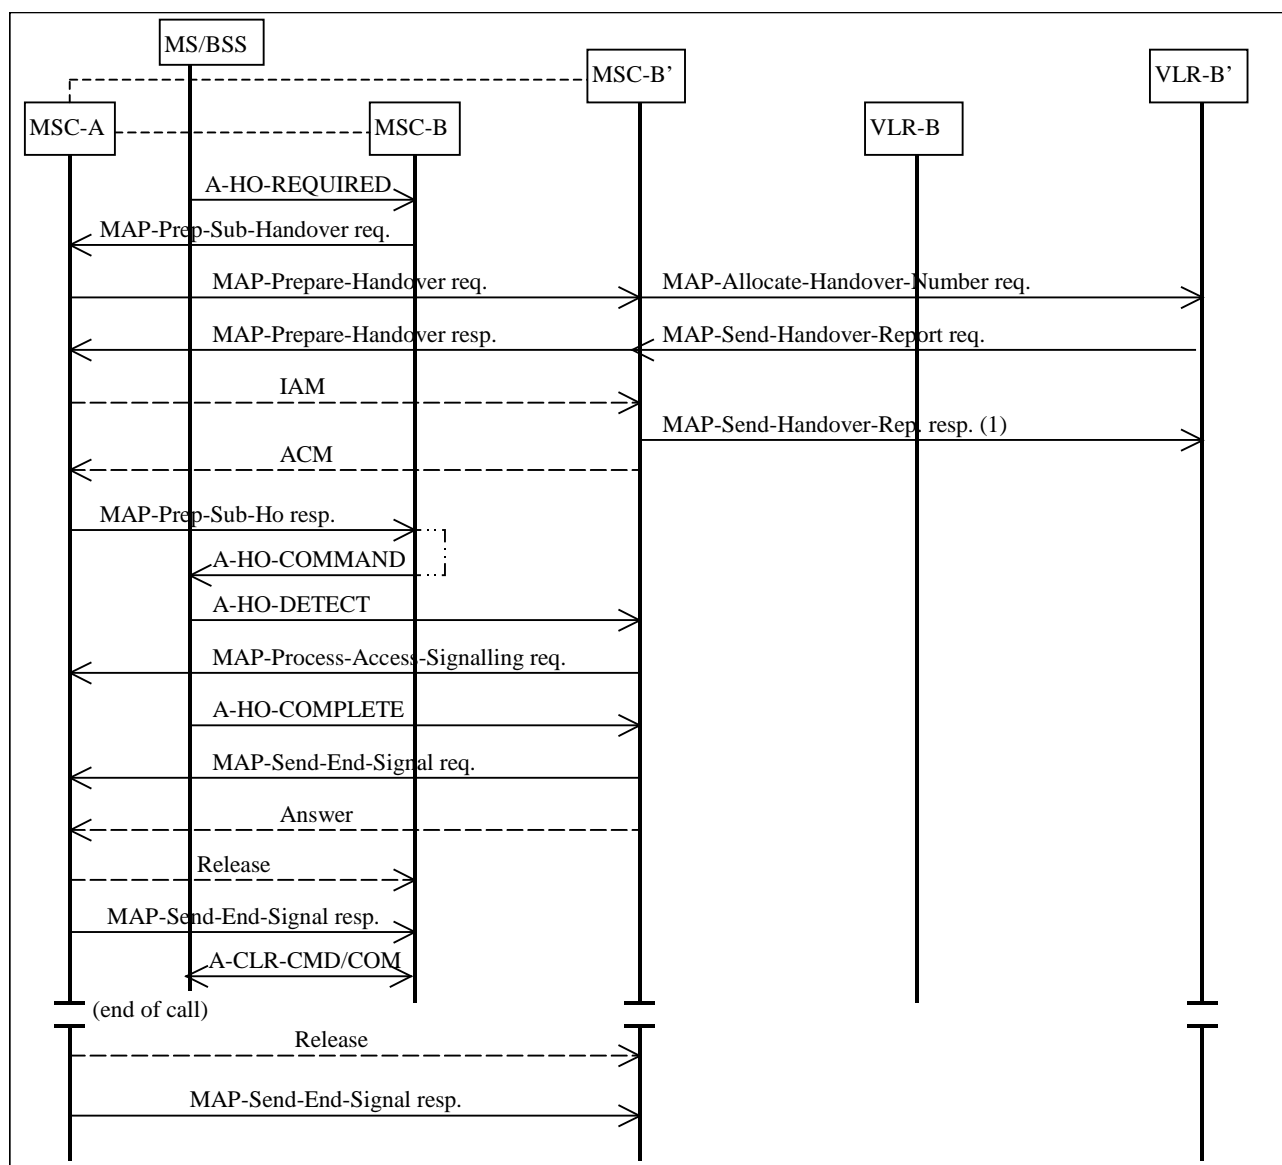 MS/BSS
MSC-B’
VLR-B’
MSC-A
MSC-B
VLR-B
A-HO-REQUIRED
MAP-Prep-Sub-Handover req.
MAP-Prepare-Handover req.
MAP-Allocate-Handover-Number req.
MAP-Prepare-Handover resp.
MAP-Send-Handover-Report req.
IAM
MAP-Send-Handover-Rep. resp. (1)
ACM
MAP-Prep-Sub-Ho resp.
A-HO-COMMAND
A-HO-DETECT
MAP-Process-Access-Signalling req.
A-HO-COMPLETE
MAP-Send-End-Signal req.
Answer
Release
MAP-Send-End-Signal resp.
A-CLR-CMD/COM
(end of call)
Release
MAP-Send-End-Signal resp.